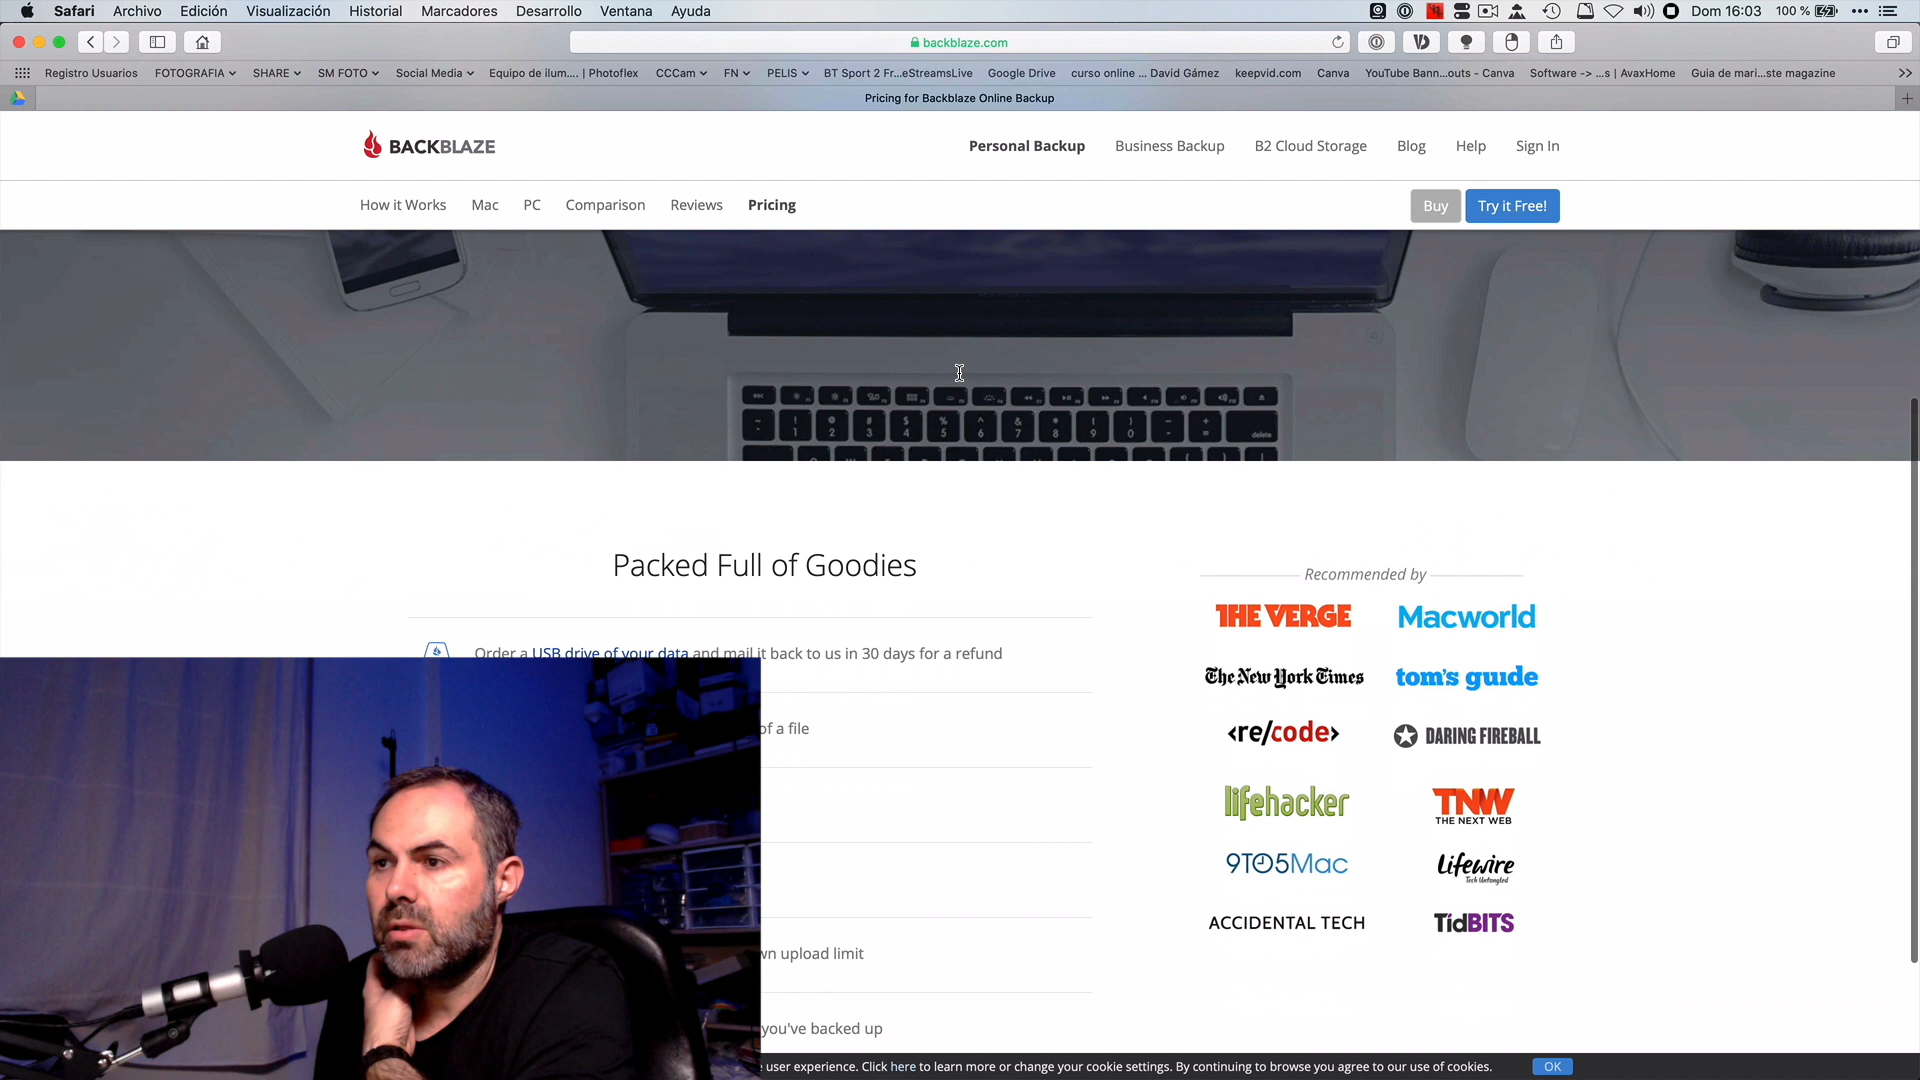 Safari Archivo Edición Visualización Historial Marcadores Desarrollo Ventana Ayuda Dom 16:03 100 %
backblaze.com
Registro Usuarios FOTOGRAFIA SHARE SM FOTO Social Media Equipo de ilum.... | Photoflex CCCam FN PELIS BT Sport 2 Fr...eStreamsLive Google Drive curso online ... David Gámez keepvid.com Canva YouTube Bann...outs - Canva Software -> ...s | AvaxHome Guia de mari...ste magazine
Pricing for Backblaze Online Backup
BACKBLAZE Personal Backup Business Backup B2 Cloud Storage Blog Help Sign In
How it Works Mac PC Comparison Reviews Pricing Buy Try it Free!
Packed Full of Goodies
Order a USB drive of your data and mail it back to us in 30 days for a refund
of a file
upload limit
you've backed up
Recommended by
THE VERGE Macworld
The New York Times tom's guide
<re/code> DARING FIREBALL
lifehacker TNW
THE NEXT WEB
9TO5Mac Lifewire
Tech Untangled
ACCIDENTAL TECH TidBITS
user experience. Click here to learn more or change your cookie settings. By continuing to browse you agree to our use of cookies. OK